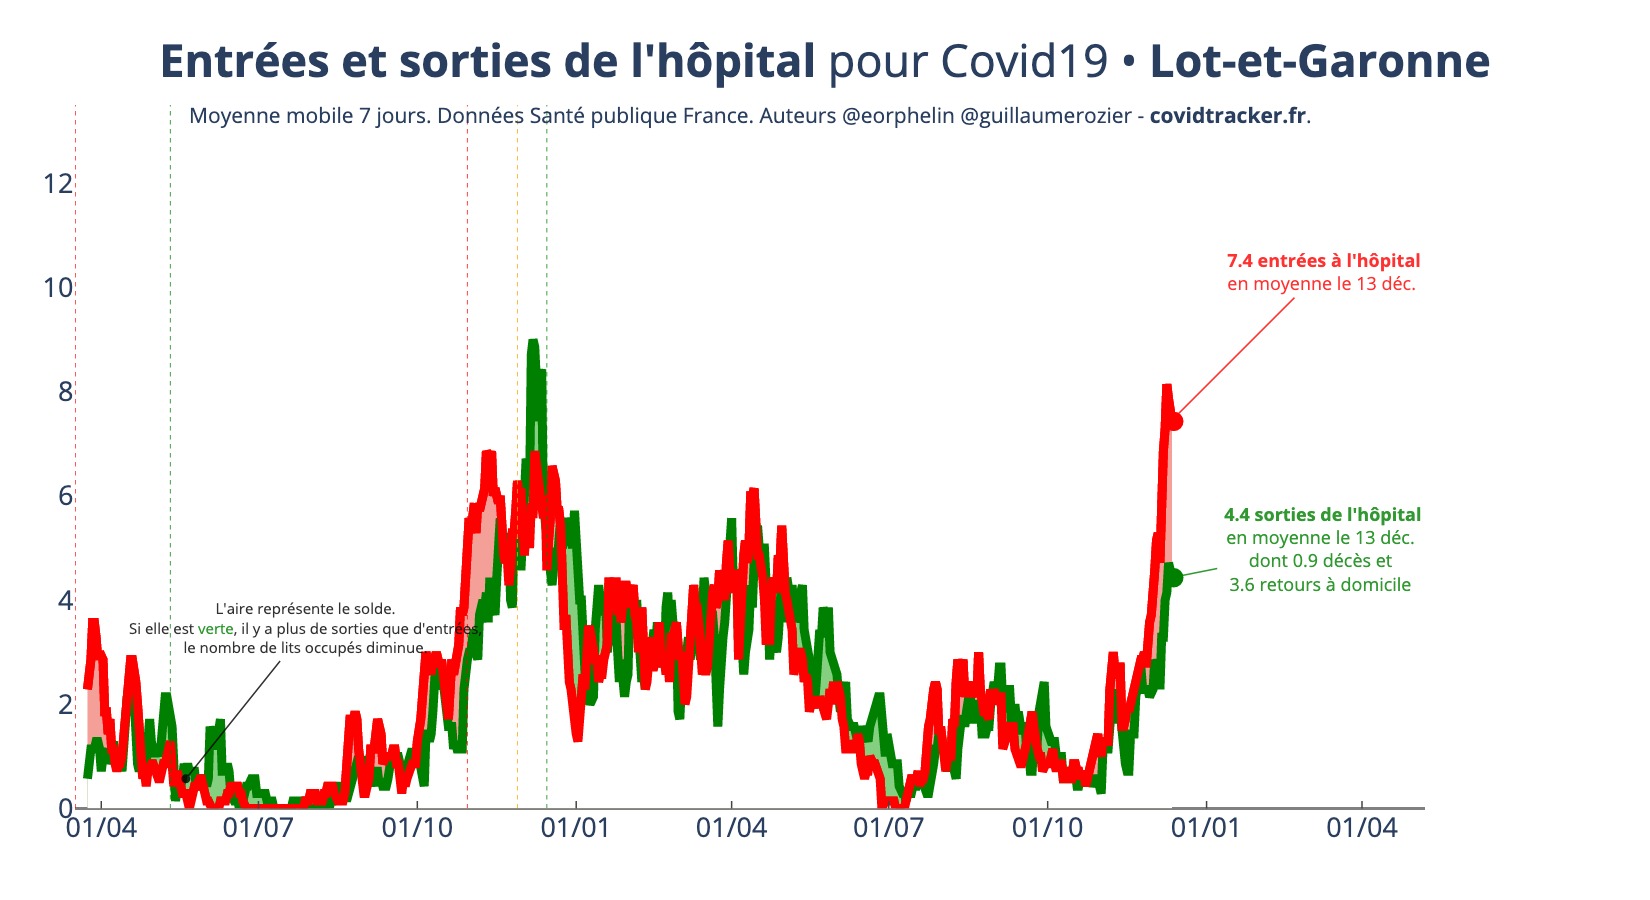 Entrées et sorties de l'hôpital pour Covid19 • Lot-et-Garonne
Moyenne mobile 7 jours. Données Santé publique France. Auteurs @eorphelin @guillaumerozier - covidtracker.fr.
12
10
8
6
4
2
0
7.4 entrées à l'hôpital
en moyenne le 13 déc.
4.4 sorties de l'hôpital
en moyenne le 13 déc.
dont 0.9 décès et
3.6 retours à domicile
L'aire représente le solde.
Si elle est verte, il y a plus de sorties que d'entrées,
le nombre de lits occupés diminue.
01/04
01/07
01/10
01/01
01/04
01/07
01/10
01/01
01/04